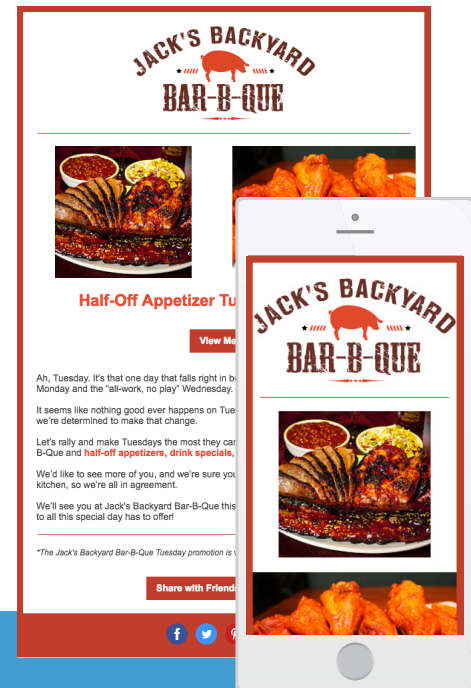 JACK'S BACKYARD
BAR-B-QUE
Half-Off Appetizer Tu
View Me
Ah, Tuesday. It's that one day that falls right in b
Monday and the "all-work, no play" Wednesday.
It seems like nothing good ever happens on Tue
we're determined to make that change.
Let's rally and make Tuesdays the most they can
B-Que and half-off appetizers, drink specials,
We'd like to see more of you, and we're sure you
kitchen, so we're all in agreement.
We'll see you at Jack's Backyard Bar-B-Que this
to all this special day has to offer!
*The Jack's Backyard Bar-B-Que Tuesday promotion is v
Share with Friend
JACK'S BACKYARD
BAR-B-QUE